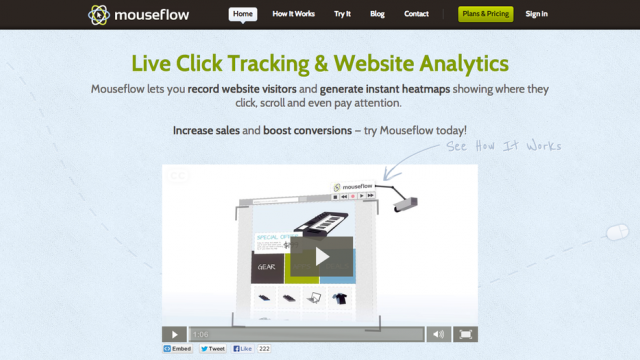 mouseflow
Home How It Works Try It Blog Contact Plans & Pricing Sign in
Live Click Tracking & Website Analytics
Mouseflow lets you record website visitors and generate instant heatmaps showing where they
click, scroll and even pay attention.
Increase sales and boost conversions – try Mouseflow today!
See How It Works
mouseflow
SPECIAL
GEAR
1:06
Embed Tweet Like 222